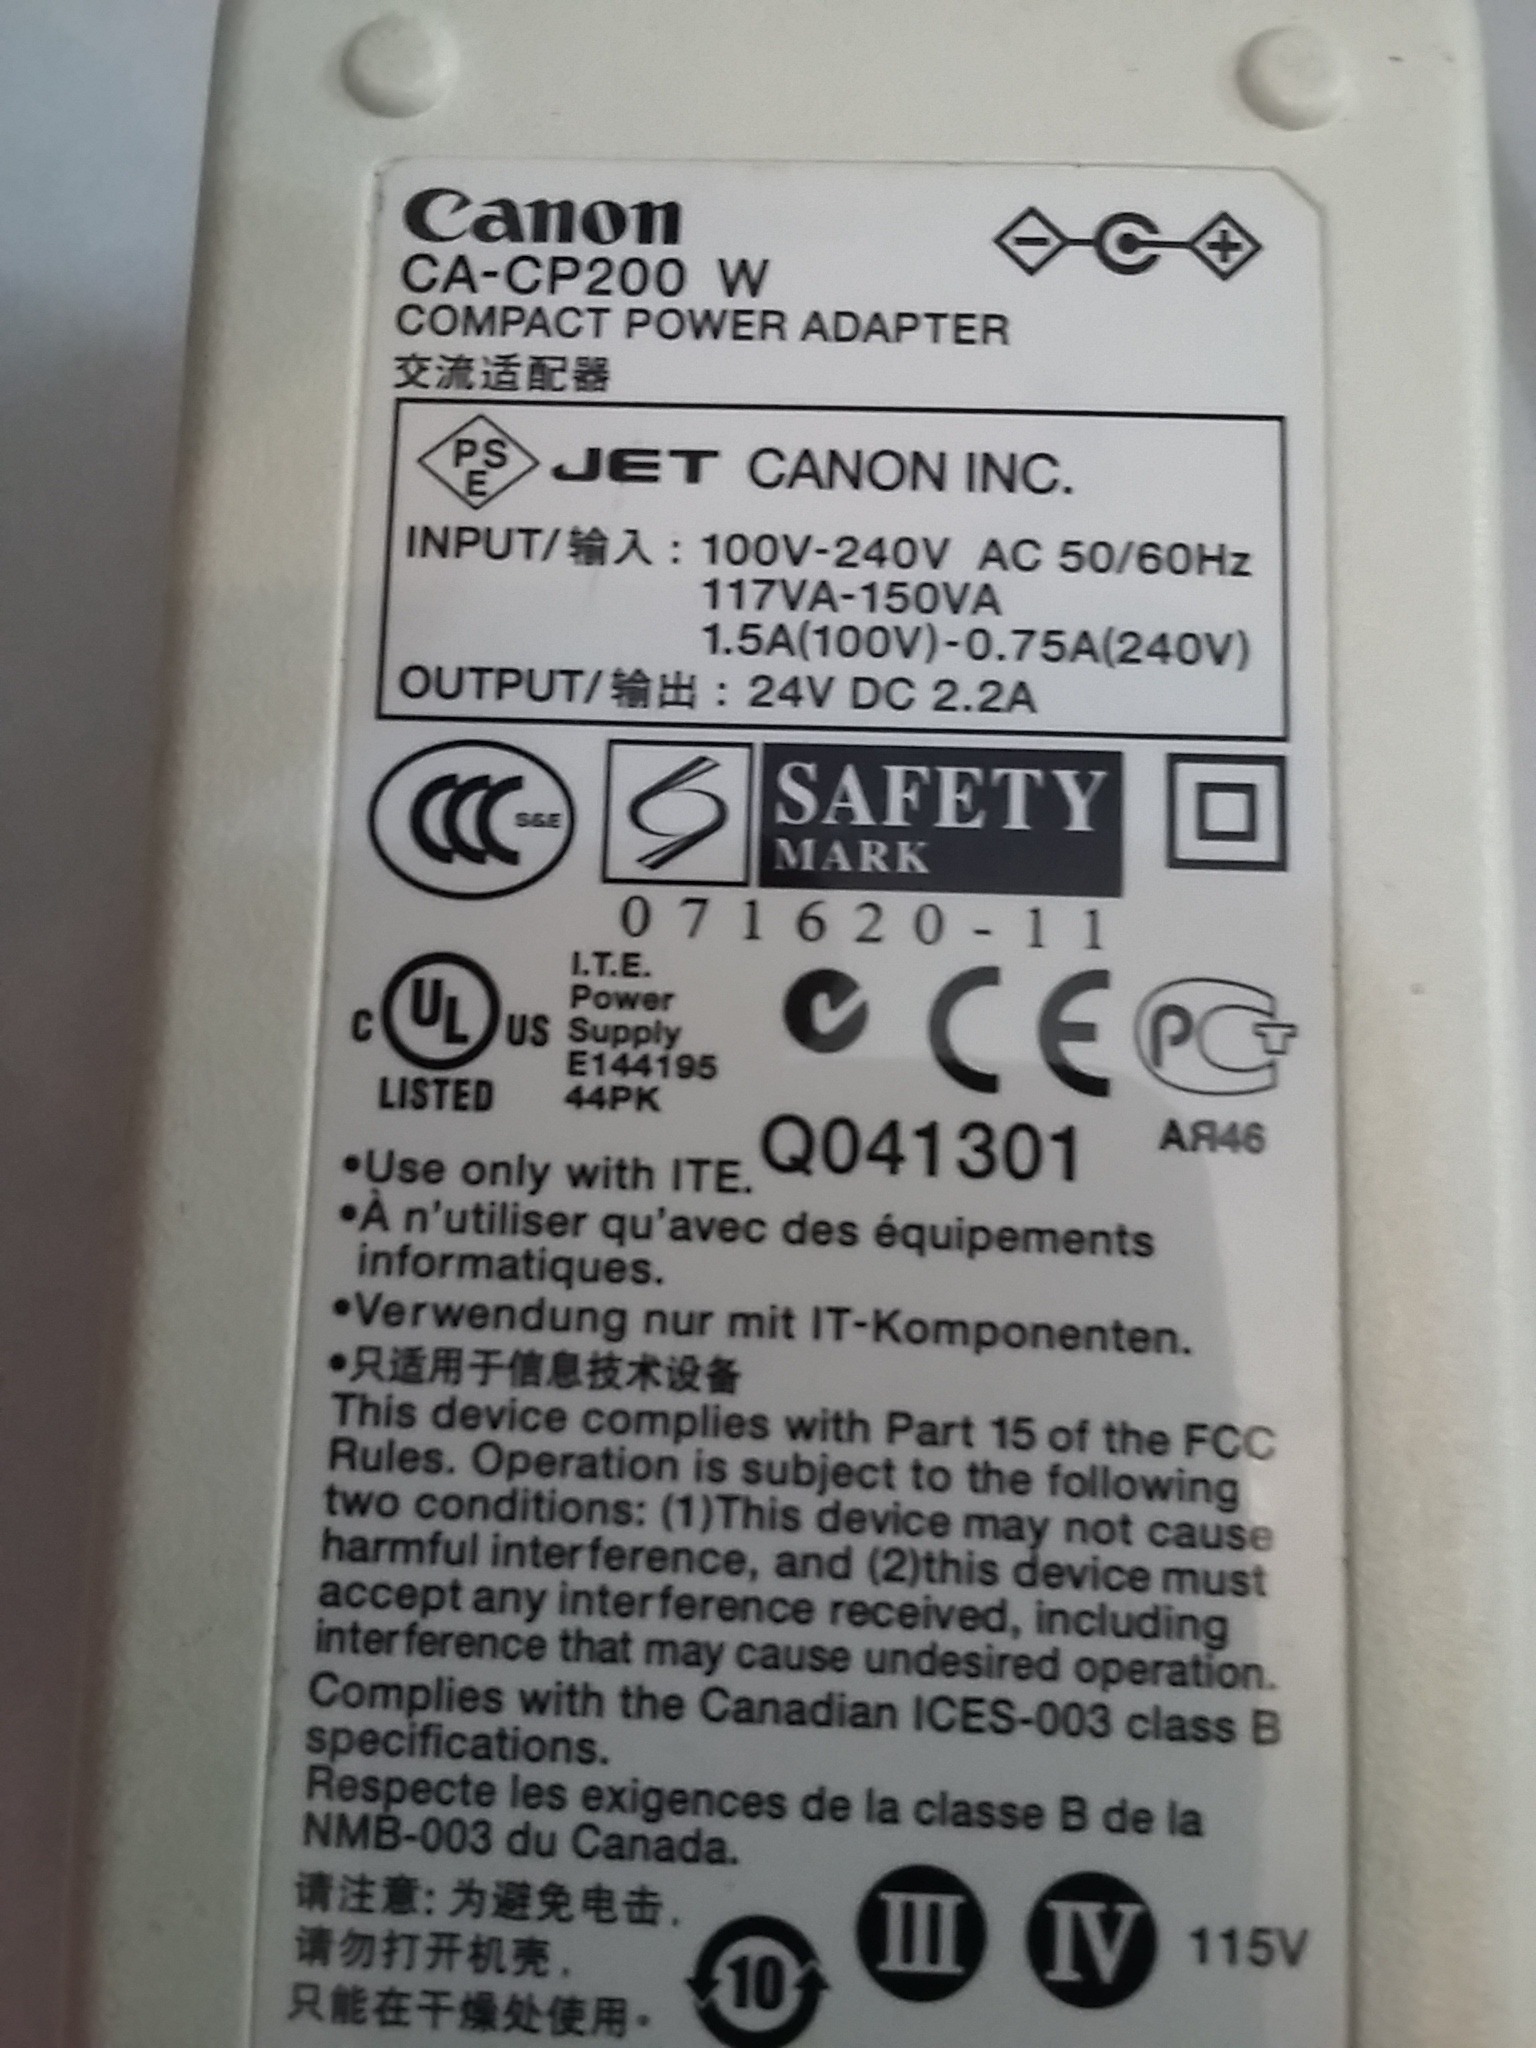 Canon
CA-CP200 W
COMPACT POWER ADAPTER
交流适配器
PSE JET CANON INC.
INPUT/输入 : 100V-240V AC 50/60Hz
117VA-150VA
1.5A(100V)-0.75A(240V)
OUTPUT/输出 : 24V DC 2.2A
CCC S&E
SAFETY
MARK
071620-11
C UL US
LISTED
I.T.E.
Power
Supply
E144195
44PK
CE
PCT
Q041301
АЯ46
•Use only with ITE.
•À n'utiliser qu'avec des équipements
informatiques.
•Verwendung nur mit IT-Komponenten.
•只适用于信息技术设备
This device complies with Part 15 of the FCC
Rules. Operation is subject to the following
two conditions: (1)This device may not cause
harmful interference, and (2)this device must
accept any interference received, including
interference that may cause undesired operation.
Complies with the Canadian ICES-003 class B
specifications.
Respecte les exigences de la classe B de la
NMB-003 du Canada.
请注意: 为避免电击.
请勿打开机壳.
只能在干燥处使用。
10
III
IV
115V